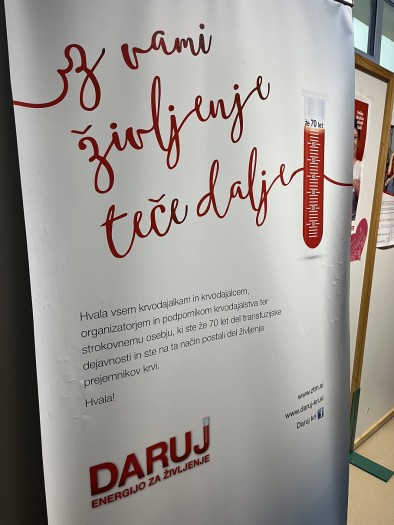 z vami
življenje
teče dalje
že 70 let
Hvala vsem krvodajalkam in krvodajalcem,
organizatorjem in podpornikom krvodajalstva ter
strokovnemu osebju, ki ste že 70 let del transfuzijske
dejavnosti in ste na ta način postali del življenja
prejemnikov krvi.
Hvala!
www.ztm.si
www.daruj-kri.si
Daruj kri f
DARUJ
ENERGIJO ZA ŽIVLJENJE